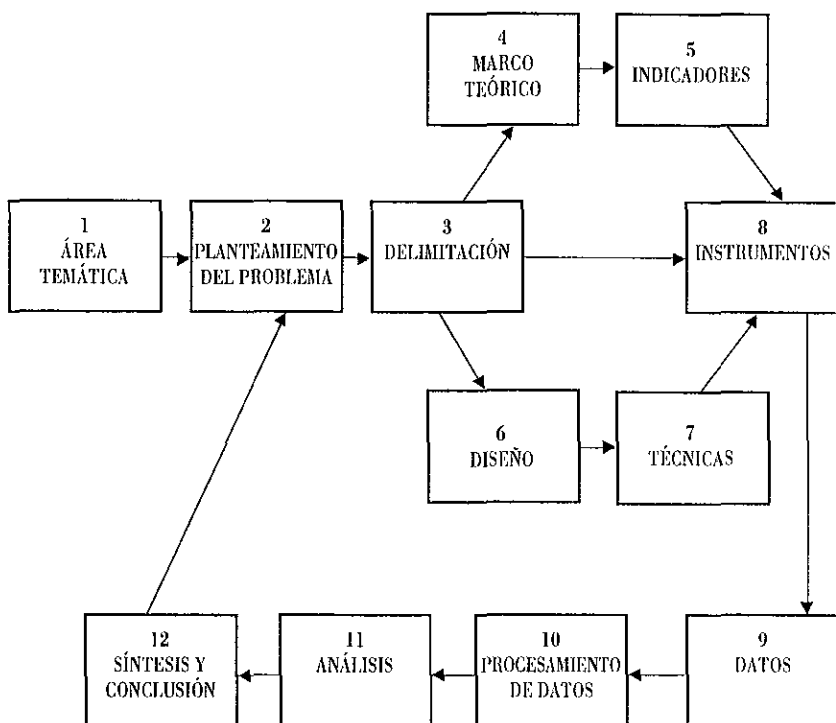 4
MARCO
TEÓRICO
5
INDICADORES
1
ÁREA
TEMÁTICA
2
PLANTEAMIENTO
DEL PROBLEMA
3
DELIMITACIÓN
8
INSTRUMENTOS
6
DISEÑO
7
TÉCNICAS
12
SÍNTESIS Y
CONCLUSIÓN
11
ANÁLISIS
10
PROCESAMIENTO
DE DATOS
9
DATOS